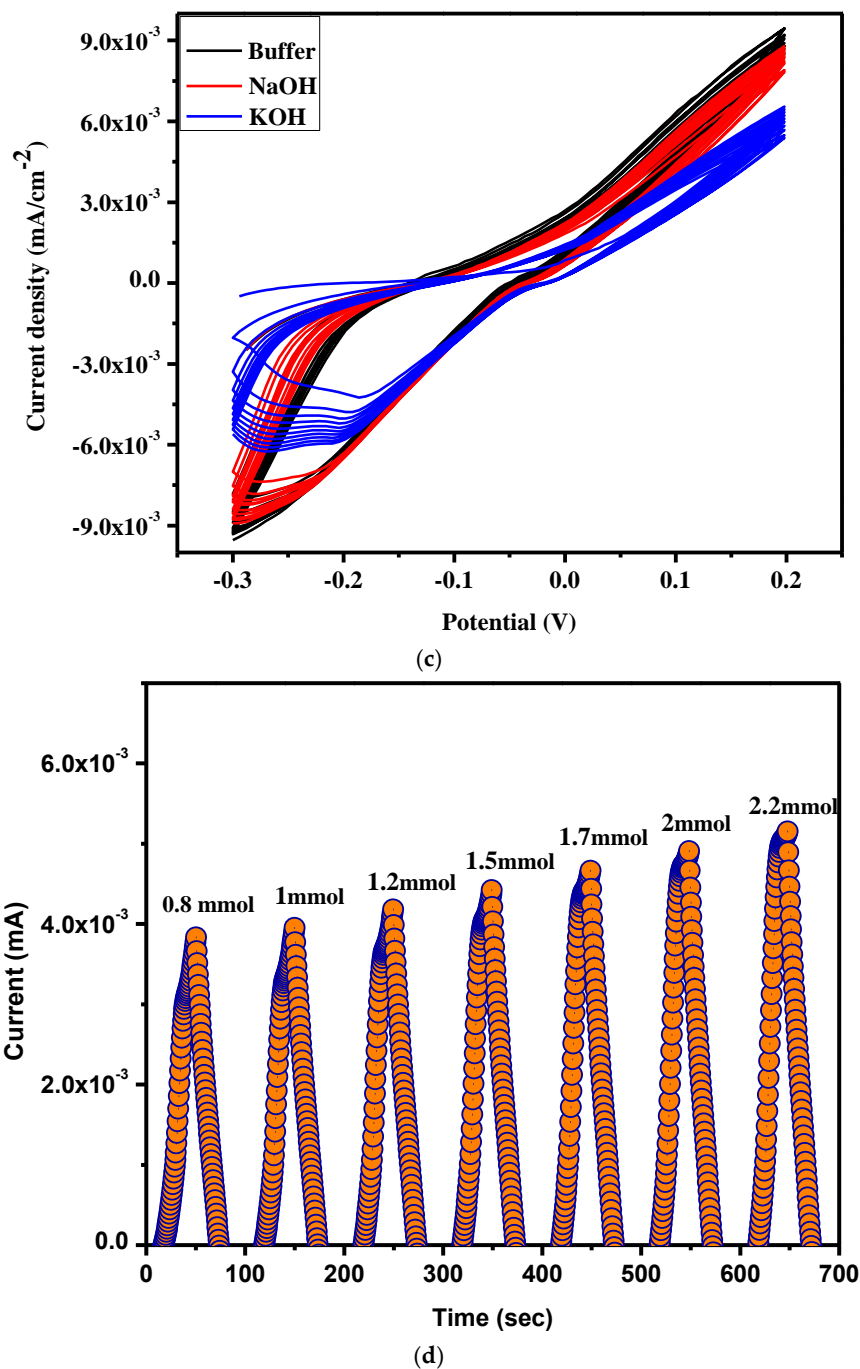 9.0x10⁻³
Buffer
NaOH
KOH
6.0x10⁻³
3.0x10⁻³
0.0
-3.0x10⁻³
-6.0x10⁻³
-9.0x10⁻³
Current density (mA/cm⁻²)
-0.3 -0.2 -0.1 0.0 0.1 0.2
Potential (V)
(c)
6.0x10⁻³
4.0x10⁻³
2.0x10⁻³
0.0
Current (mA)
0.8 mmol
1mmol
1.2mmol
1.5mmol
1.7mmol
2mmol
2.2mmol
0 100 200 300 400 500 600 700
Time (sec)
(d)